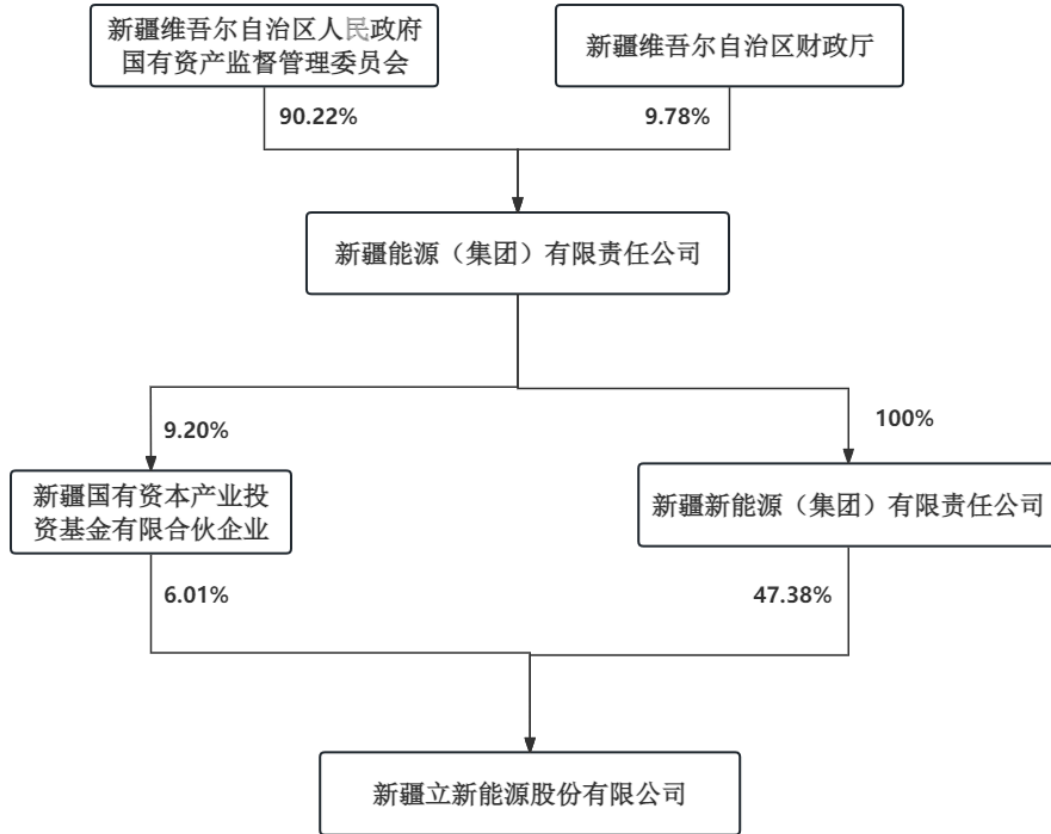 新疆维吾尔自治区人民政府
国有资产监督管理委员会
新疆维吾尔自治区财政厅
90.22%
9.78%
新疆能源（集团）有限责任公司
9.20%
100%
新疆国有资本产业投
资基金有限合伙企业
新疆新能源（集团）有限责任公司
6.01%
47.38%
新疆立新能源股份有限公司